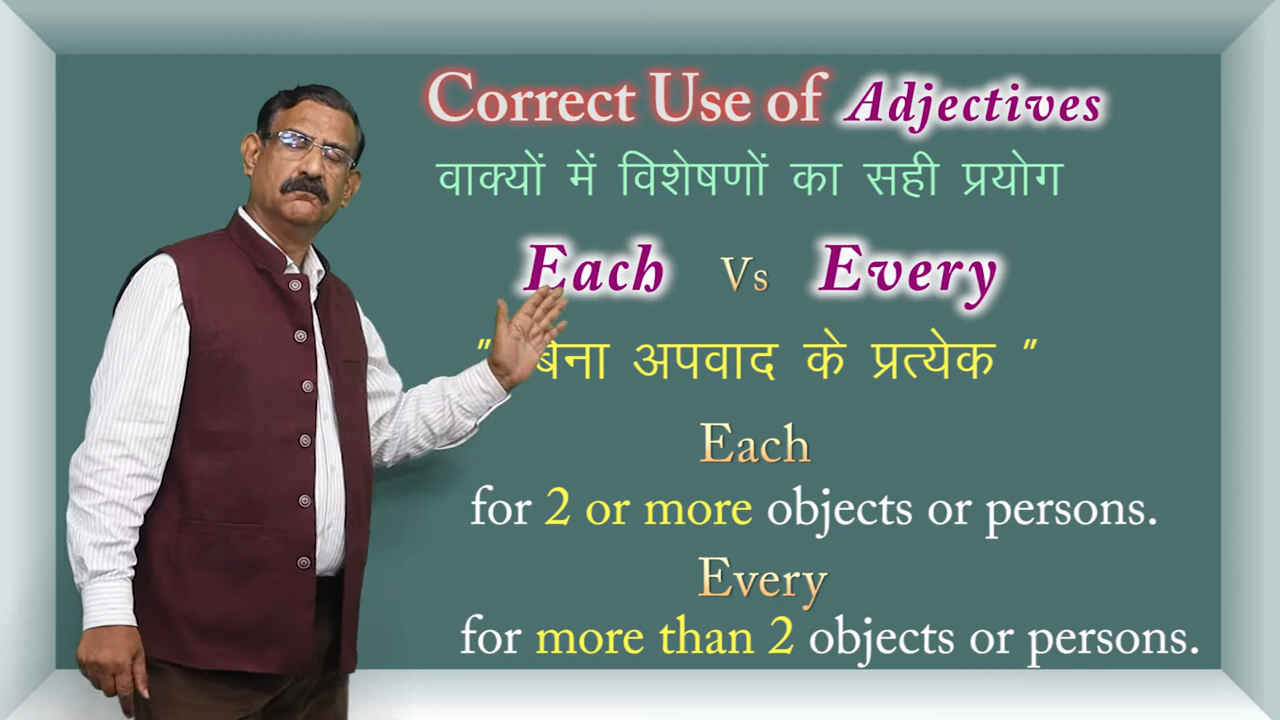 Correct Use of Adjectives
वाक्यों में विशेषणों का सही प्रयोग
Each Vs Every
" अपवाद के प्रत्येक "
Each
for 2 or more objects or persons.
Every
for more than 2 objects or persons.